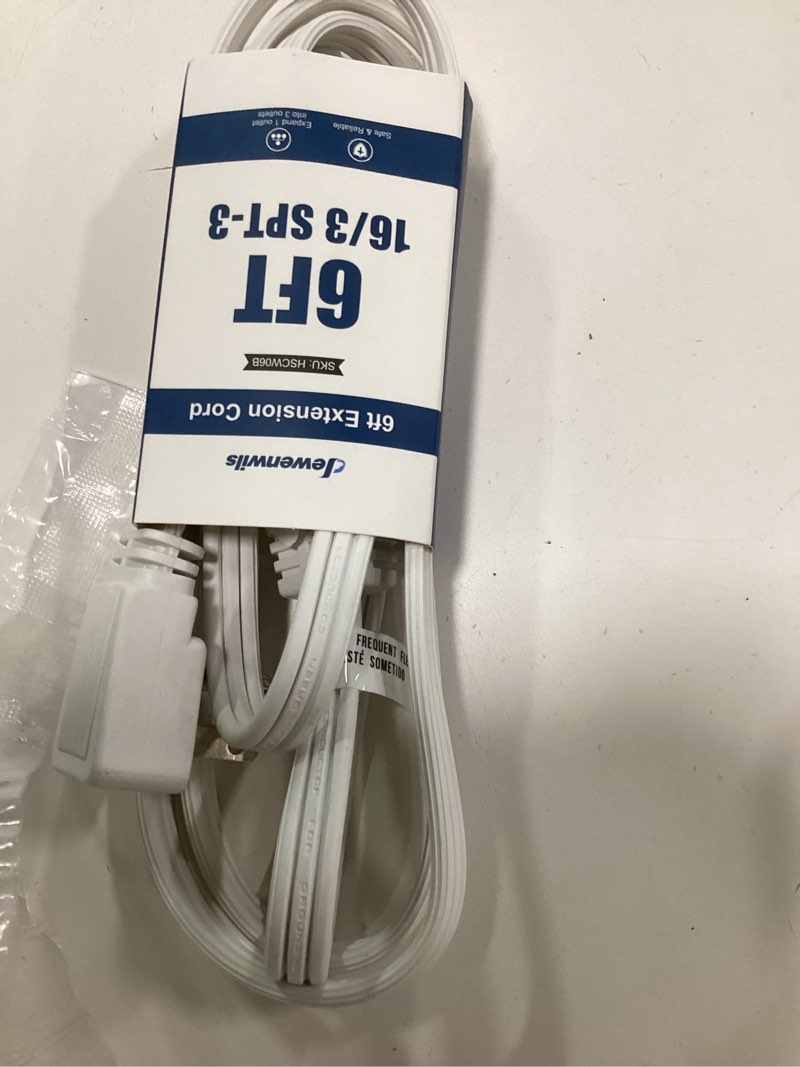 Dewenwils
6ft Extension Cord
SKU: HSCW06B
6FT
16/3 SPT-3
Safe & Reliable
Expand 1 outlet
into 3 outlets
FREQUENT
STÉ SOMETIDO